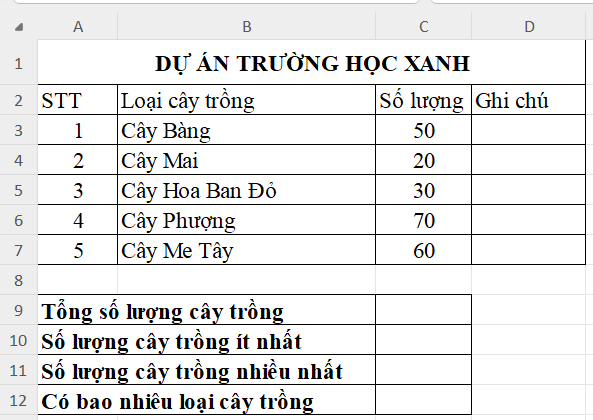 A B C D
1 DỰ ÁN TRƯỜNG HỌC XANH
2 STT Loại cây trồng Số lượng Ghi chú
3 1 Cây Bàng 50
4 2 Cây Mai 20
5 3 Cây Hoa Ban Đỏ 30
6 4 Cây Phượng 70
7 5 Cây Me Tây 60
8
9 Tổng số lượng cây trồng
10 Số lượng cây trồng ít nhất
11 Số lượng cây trồng nhiều nhất
12 Có bao nhiêu loại cây trồng